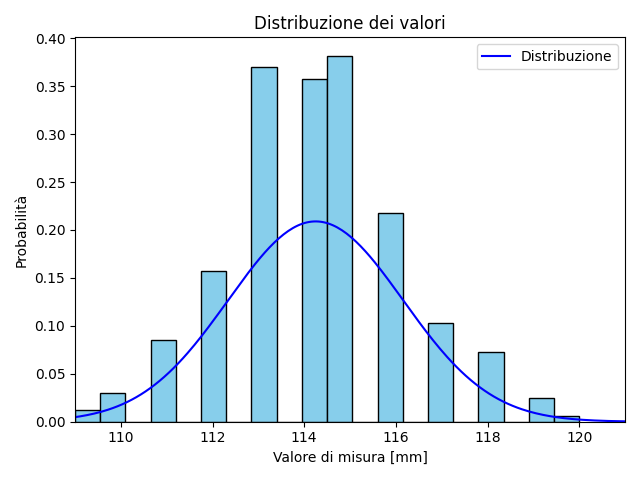 Distribuzione dei valori
Distribuzione
0.40
0.35
0.30
0.25
0.20
0.15
0.10
0.05
0.00
Probabilità
110 112 114 116 118 120
Valore di misura [mm]